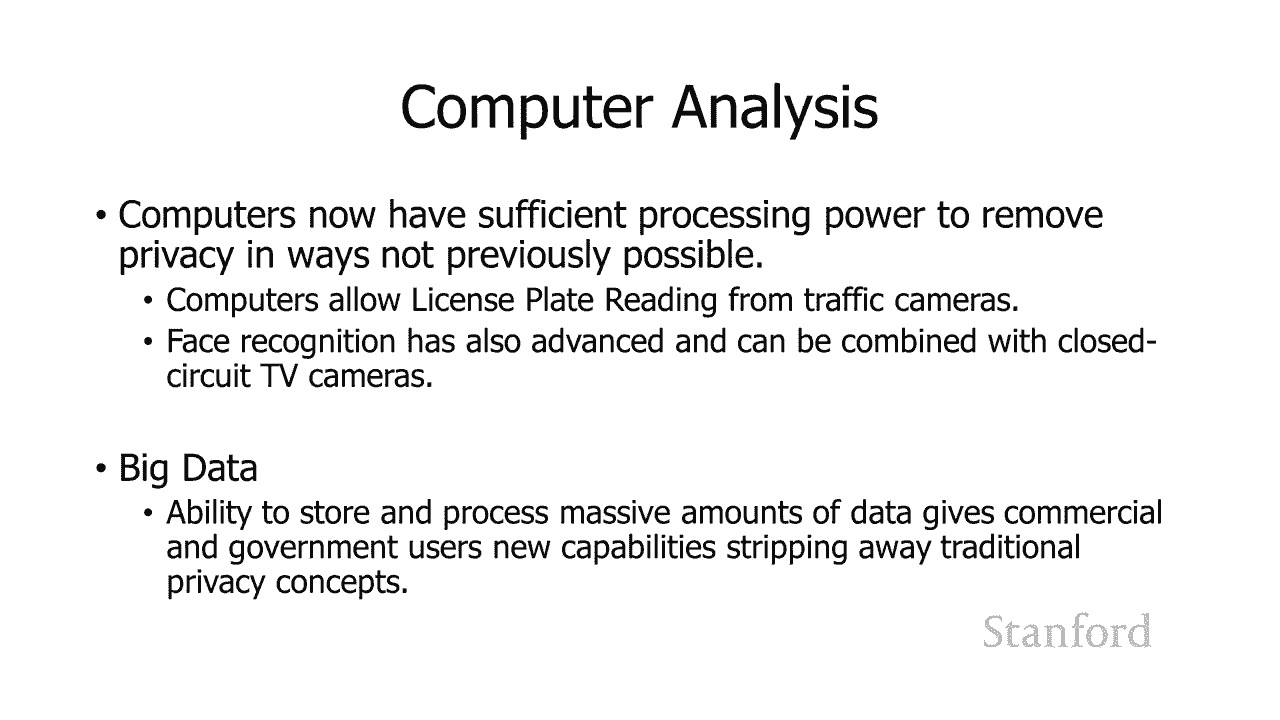 Computer Analysis
• Computers now have sufficient processing power to remove
privacy in ways not previously possible.
• Computers allow License Plate Reading from traffic cameras.
• Face recognition has also advanced and can be combined with closed-
circuit TV cameras.
• Big Data
• Ability to store and process massive amounts of data gives commercial
and government users new capabilities stripping away traditional
privacy concepts.
Stanford